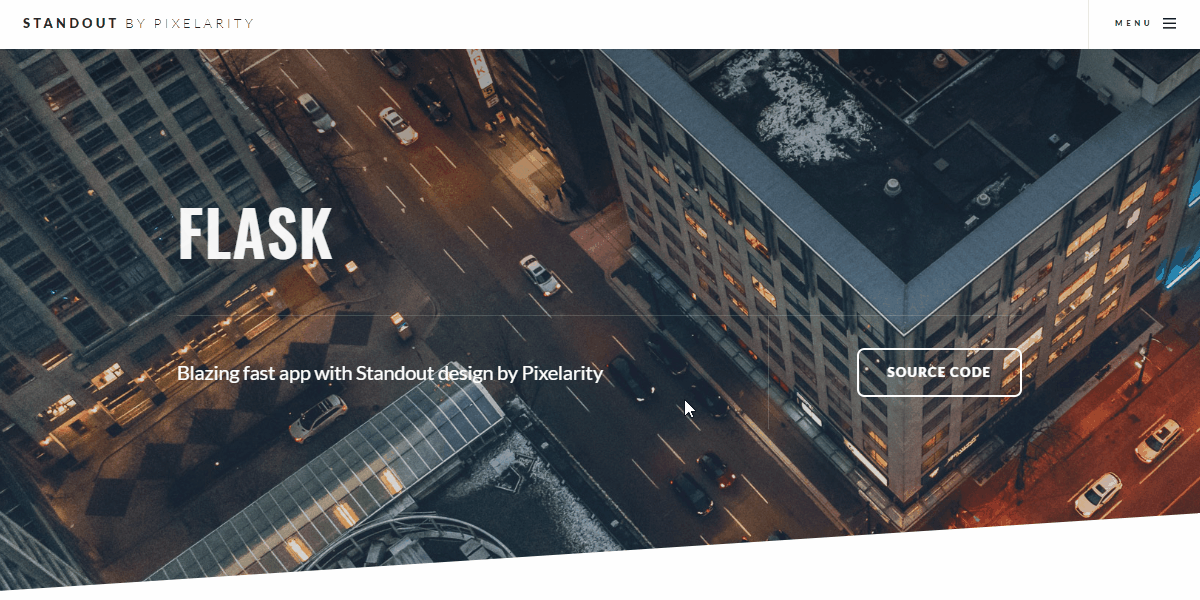 STANDOUT BY PIXELARITY
MENU
FLASK
Blazing fast app with Standout design by Pixelarity
SOURCE CODE